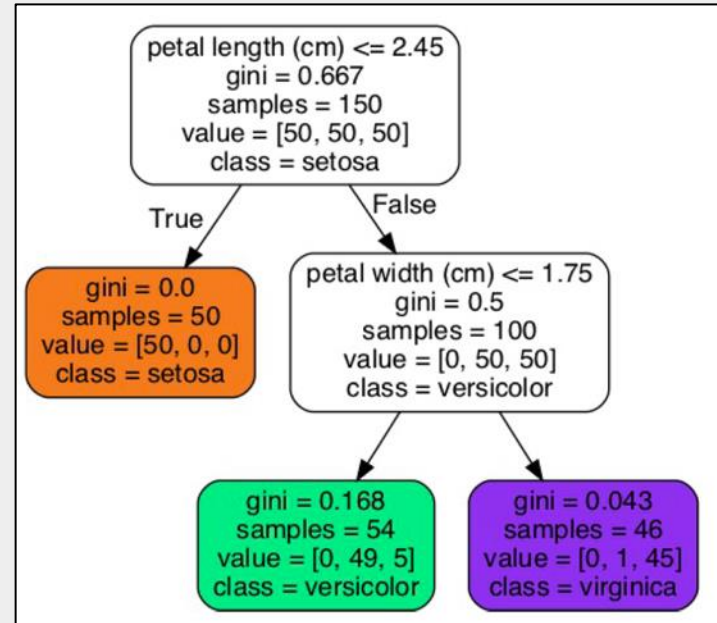 petal length (cm) <= 2.45
gini = 0.667
samples = 150
value = [50, 50, 50]
class = setosa
True
False
gini = 0.0
samples = 50
value = [50, 0, 0]
class = setosa
petal width (cm) <= 1.75
gini = 0.5
samples = 100
value = [0, 50, 50]
class = versicolor
gini = 0.168
samples = 54
value = [0, 49, 5]
class = versicolor
gini = 0.043
samples = 46
value = [0, 1, 45]
class = virginica